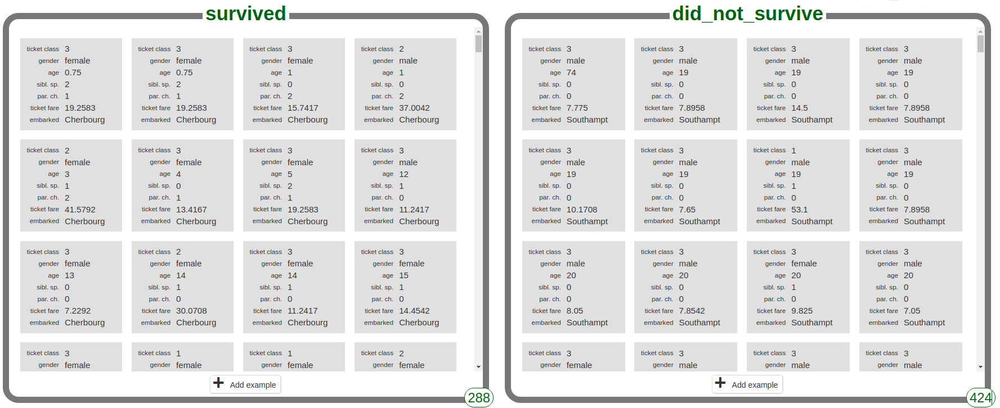 survived
ticket class 3
gender female
age 0.75
sibl. sp. 2
par. ch. 1
ticket fare 19.2583
embarked Cherbourg
ticket class 3
gender female
age 0.75
sibl. sp. 2
par. ch. 1
ticket fare 19.2583
embarked Cherbourg
ticket class 3
gender female
age 1
sibl. sp. 0
par. ch. 2
ticket fare 15.7417
embarked Cherbourg
ticket class 2
gender male
age 1
sibl. sp. 0
par. ch. 2
ticket fare 37.0042
embarked Cherbourg
ticket class 2
gender female
age 3
sibl. sp. 1
par. ch. 2
ticket fare 41.5792
embarked Cherbourg
ticket class 3
gender female
age 4
sibl. sp. 0
par. ch. 1
ticket fare 13.4167
embarked Cherbourg
ticket class 3
gender female
age 5
sibl. sp. 2
par. ch. 1
ticket fare 19.2583
embarked Cherbourg
ticket class 3
gender male
age 12
sibl. sp. 1
par. ch. 0
ticket fare 11.2417
embarked Cherbourg
ticket class 3
gender female
age 13
sibl. sp. 0
par. ch. 0
ticket fare 7.2292
embarked Cherbourg
ticket class 2
gender female
age 14
sibl. sp. 1
par. ch. 0
ticket fare 30.0708
embarked Cherbourg
ticket class 3
gender female
age 14
sibl. sp. 1
par. ch. 0
ticket fare 11.2417
embarked Cherbourg
ticket class 3
gender female
age 15
sibl. sp. 1
par. ch. 0
ticket fare 14.4542
embarked Cherbourg
ticket class 3
gender female
ticket class 1
gender female
ticket class 1
gender female
ticket class 2
gender female
+ Add example
288
did_not_survive
ticket class 3
gender male
age 74
sibl. sp. 0
par. ch. 0
ticket fare 7.775
embarked Southampt
ticket class 3
gender male
age 19
sibl. sp. 0
par. ch. 0
ticket fare 7.8958
embarked Southampt
ticket class 3
gender male
age 19
sibl. sp. 0
par. ch. 0
ticket fare 14.5
embarked Southampt
ticket class 3
gender male
age 19
sibl. sp. 0
par. ch. 0
ticket fare 7.8958
embarked Southampt
ticket class 3
gender male
age 19
sibl. sp. 0
par. ch. 0
ticket fare 10.1708
embarked Southampt
ticket class 3
gender male
age 19
sibl. sp. 0
par. ch. 0
ticket fare 7.65
embarked Southampt
ticket class 1
gender male
age 19
sibl. sp. 1
par. ch. 0
ticket fare 53.1
embarked Southampt
ticket class 3
gender male
age 19
sibl. sp. 0
par. ch. 0
ticket fare 7.8958
embarked Southampt
ticket class 3
gender male
age 20
sibl. sp. 0
par. ch. 0
ticket fare 8.05
embarked Southampt
ticket class 3
gender male
age 20
sibl. sp. 0
par. ch. 0
ticket fare 7.8542
embarked Southampt
ticket class 3
gender female
age 20
sibl. sp. 1
par. ch. 0
ticket fare 9.825
embarked Southampt
ticket class 3
gender male
age 20
sibl. sp. 0
par. ch. 0
ticket fare 7.05
embarked Southampt
ticket class 3
gender female
ticket class 3
gender male
ticket class 3
gender male
ticket class 3
gender male
+ Add example
424